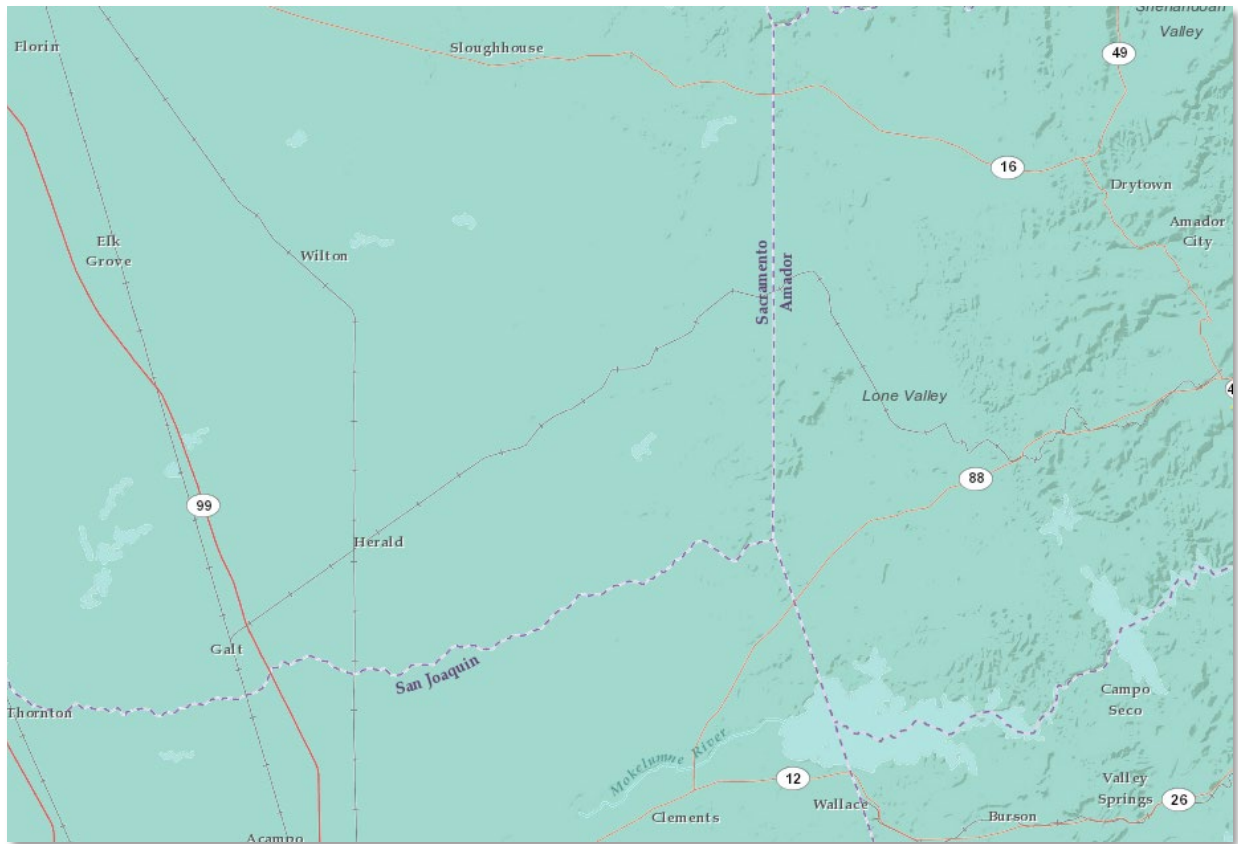 Shenandoah
Valley
Florin
Sloughhouse
49
16
Drytown
Amador
City
Elk
Grove
Wilton
Sacramento
Amador
Lone Valley
4
88
99
Herald
Galt
San Joaquin
Campo
Seco
Thornton
Mokelumne River
12
Valley
Springs
26
Wallace
Clements
Burson
Acampo